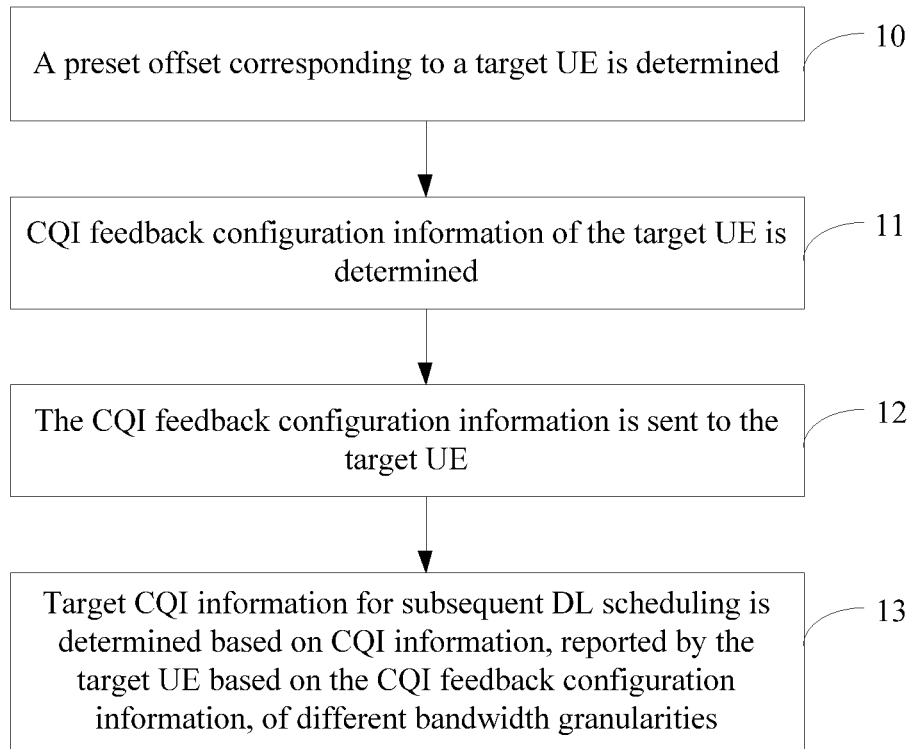 A preset offset corresponding to a target UE is determined
10
CQI feedback configuration information of the target UE is
determined
11
The CQI feedback configuration information is sent to the
target UE
12
Target CQI information for subsequent DL scheduling is
determined based on CQI information, reported by the
target UE based on the CQI feedback configuration
information, of different bandwidth granularities
13